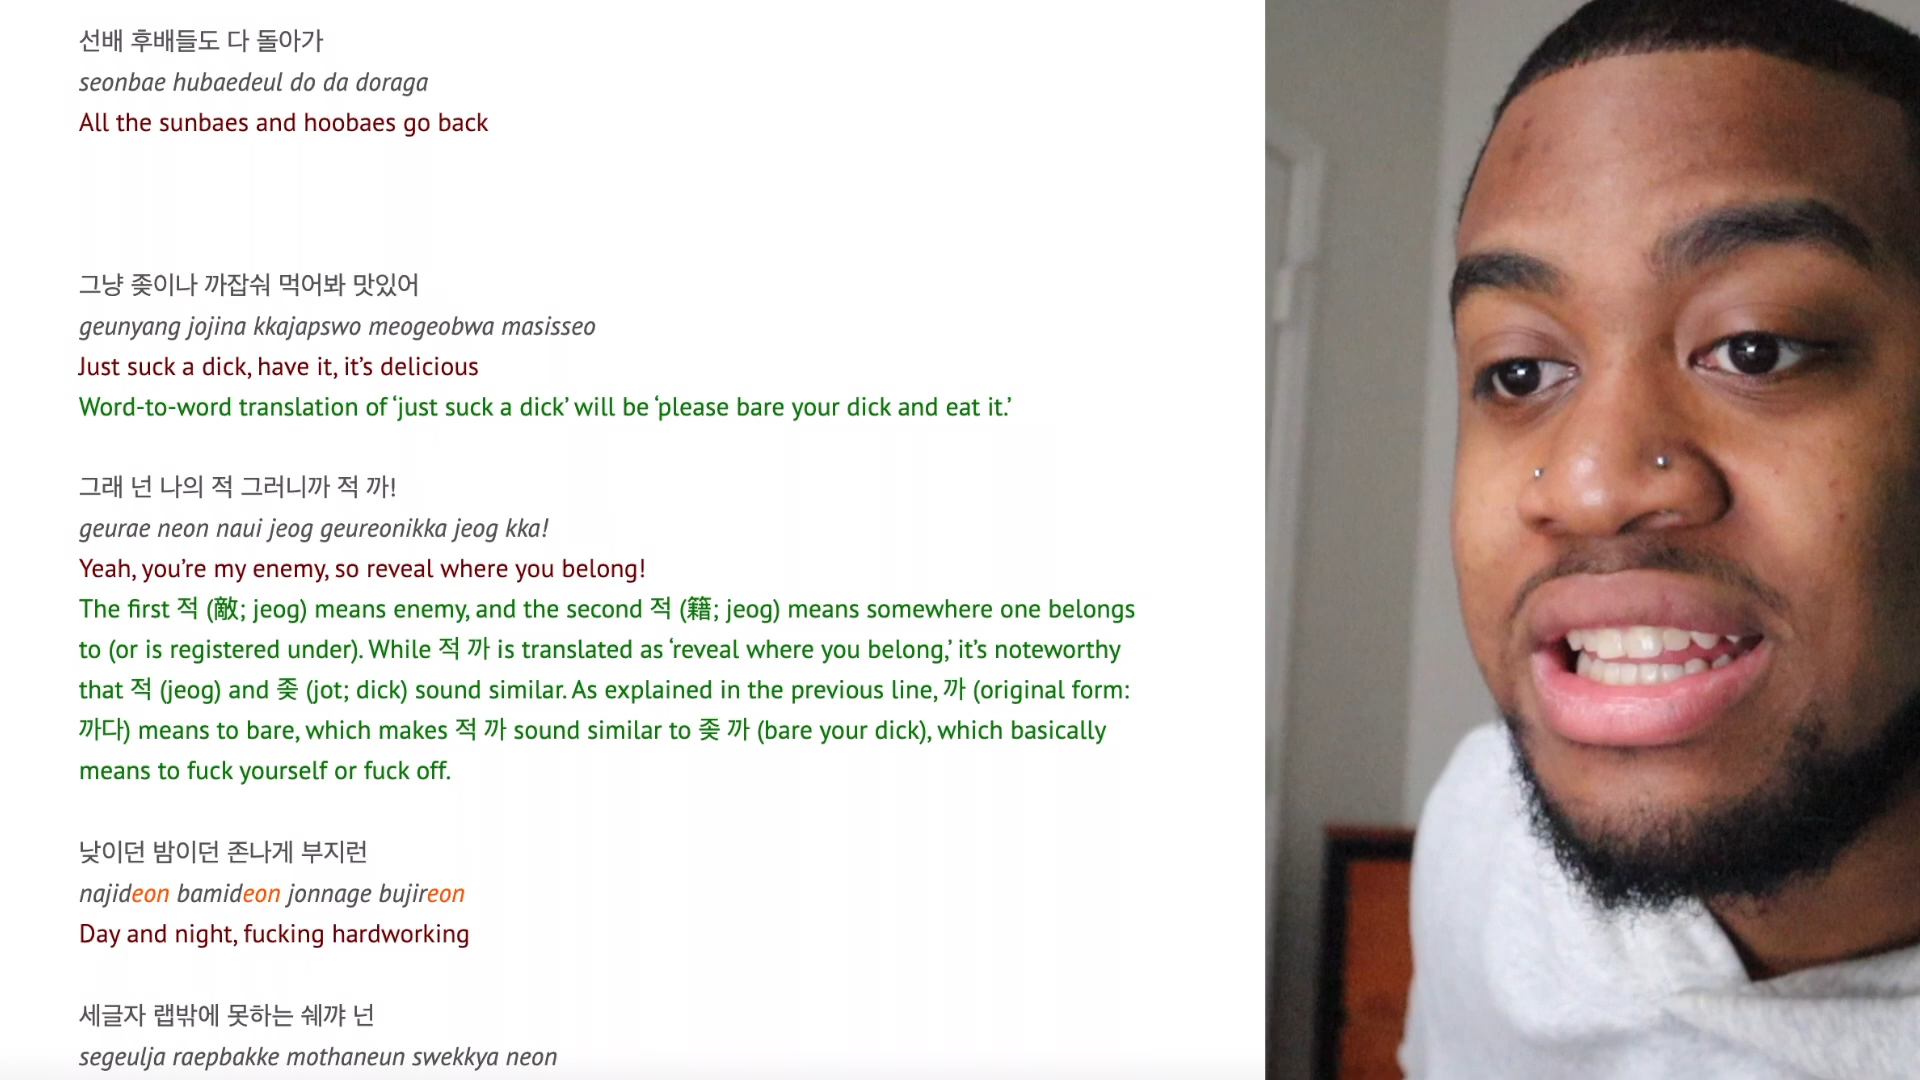 선배 후배들도 다 돌아가
seonbae hubaedeul do da doraga
All the sunbaes and hoobaes go back
그냥 좆이나 까잡숴 먹어봐 맛있어
geunyang jojina kkajapswo meogeobwa masisseo
Just suck a dick, have it, it’s delicious
Word-to-word translation of ‘just suck a dick’ will be ‘please bare your dick and eat it.’
그래 넌 나의 적 그러니까 적 까!
geurae neon naui jeog geureonikka jeog kka!
Yeah, you’re my enemy, so reveal where you belong!
The first 적 (敵; jeog) means enemy, and the second 적 (籍; jeog) means somewhere one belongs
to (or is registered under). While 적 까 is translated as ‘reveal where you belong,’ it’s noteworthy
that 적 (jeog) and 좆 (jot; dick) sound similar. As explained in the previous line, 까 (original form:
까다) means to bare, which makes 적 까 sound similar to 좆 까 (bare your dick), which basically
means to fuck yourself or fuck off.
낮이던 밤이던 존나게 부지런
najideon bamideon jonnage bujireon
Day and night, fucking hardworking
세글자 랩밖에 못하는 쉐꺄 넌
segeulja raepbakke mothaneun swekkya neon